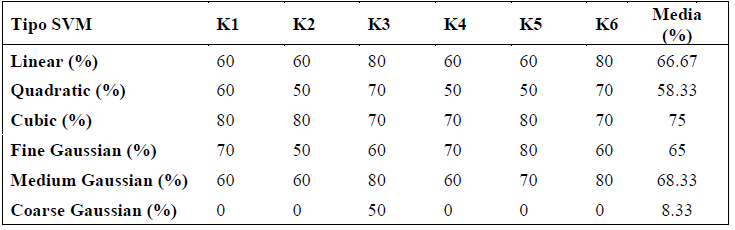 Tipo SVM K1 K2 K3 K4 K5 K6 Media (%)
Linear (%) 60 60 80 60 60 80 66.67
Quadratic (%) 60 50 70 50 50 70 58.33
Cubic (%) 80 80 70 70 80 70 75
Fine Gaussian (%) 70 50 60 70 80 60 65
Medium Gaussian (%) 60 60 80 60 70 80 68.33
Coarse Gaussian (%) 0 0 50 0 0 0 8.33